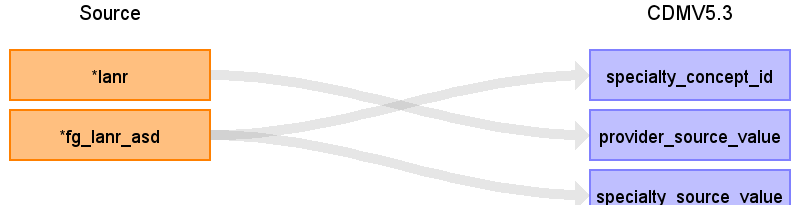 Source
CDMV5.3
*lanr
specialty_concept_id
*fg_lanr_asd
provider_source_value
specialty_source_value